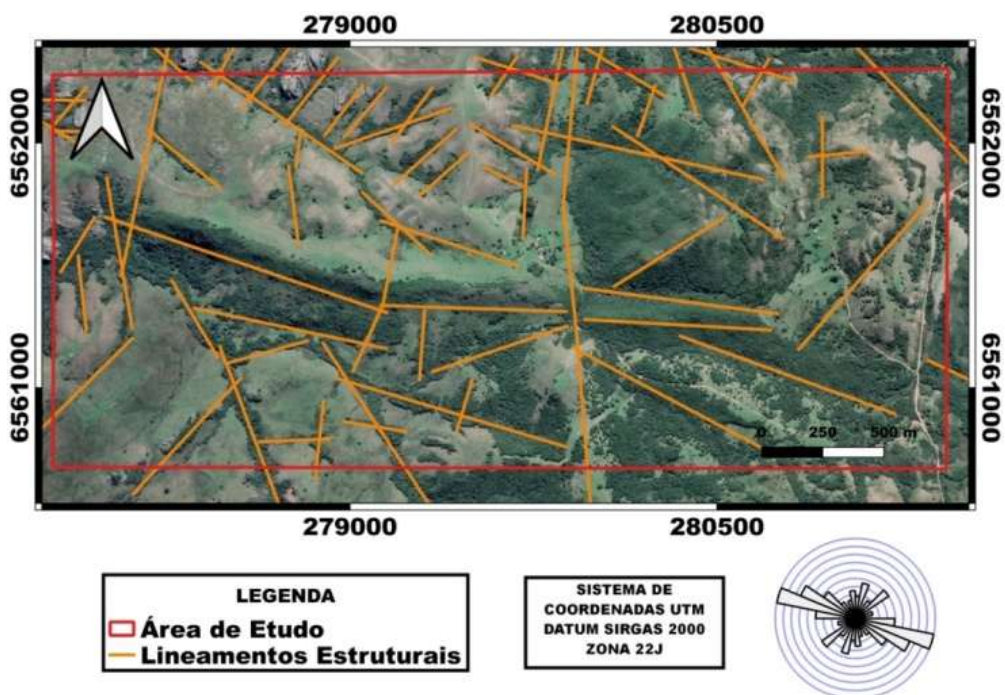 279000 280500
6562000 6562000
6561000 6561000
0 250 500 m
279000 280500
LEGENDA
Área de Etudo
Lineamentos Estruturais
SISTEMA DE
COORDENADAS UTM
DATUM SIRGAS 2000
ZONA 22J